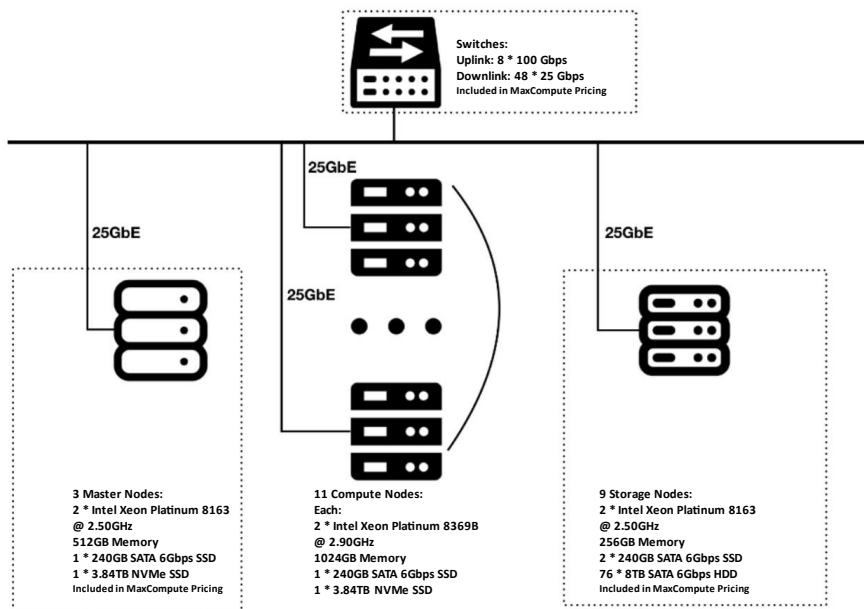 Switches:
Uplink: 8 * 100 Gbps
Downlink: 48 * 25 Gbps
Included in MaxCompute Pricing
25GbE
25GbE
25GbE
25GbE
3 Master Nodes:
2 * Intel Xeon Platinum 8163
@ 2.50GHz
512GB Memory
1 * 240GB SATA 6Gbps SSD
1 * 3.84TB NVMe SSD
Included in MaxCompute Pricing
11 Compute Nodes:
Each:
2 * Intel Xeon Platinum 8369B
@ 2.90GHz
1024GB Memory
1 * 240GB SATA 6Gbps SSD
1 * 3.84TB NVMe SSD
9 Storage Nodes:
2 * Intel Xeon Platinum 8163
@ 2.50GHz
256GB Memory
2 * 240GB SATA 6Gbps SSD
76 * 8TB SATA 6Gbps HDD
Included in MaxCompute Pricing